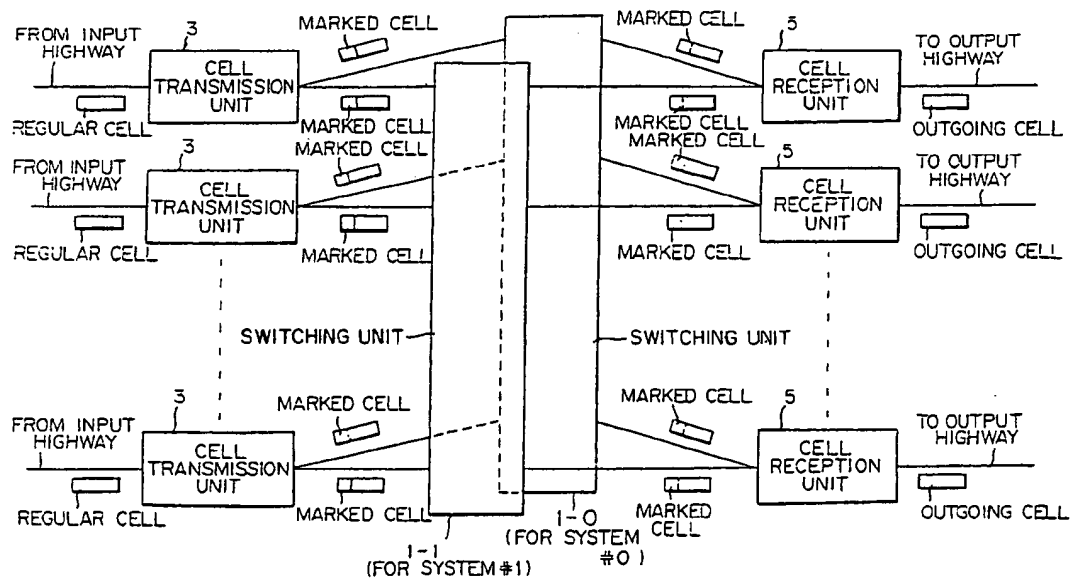 FROM INPUT
HIGHWAY
3
CELL
TRANSMISSION
UNIT
REGULAR CELL
MARKED CELL
MARKED CELL
MARKED CELL
MARKED CELL
5
CELL
RECEPTION
UNIT
TO OUTPUT
HIGHWAY
OUTGOING CELL
FROM INPUT
HIGHWAY
3
CELL
TRANSMISSION
UNIT
REGULAR CELL
MARKED CELL
MARKED CELL
MARKED CELL
MARKED CELL
5
CELL
RECEPTION
UNIT
TO OUTPUT
HIGHWAY
OUTGOING CELL
SWITCHING UNIT
SWITCHING UNIT
FROM INPUT
HIGHWAY
3
CELL
TRANSMISSION
UNIT
REGULAR CELL
MARKED CELL
MARKED CELL
MARKED CELL
MARKED
CELL
5
CELL
RECEPTION
UNIT
TO OUTPUT
HIGHWAY
OUTGOING CELL
1-0
(FOR SYSTEM
#0)
1-1
(FOR SYSTEM #1)